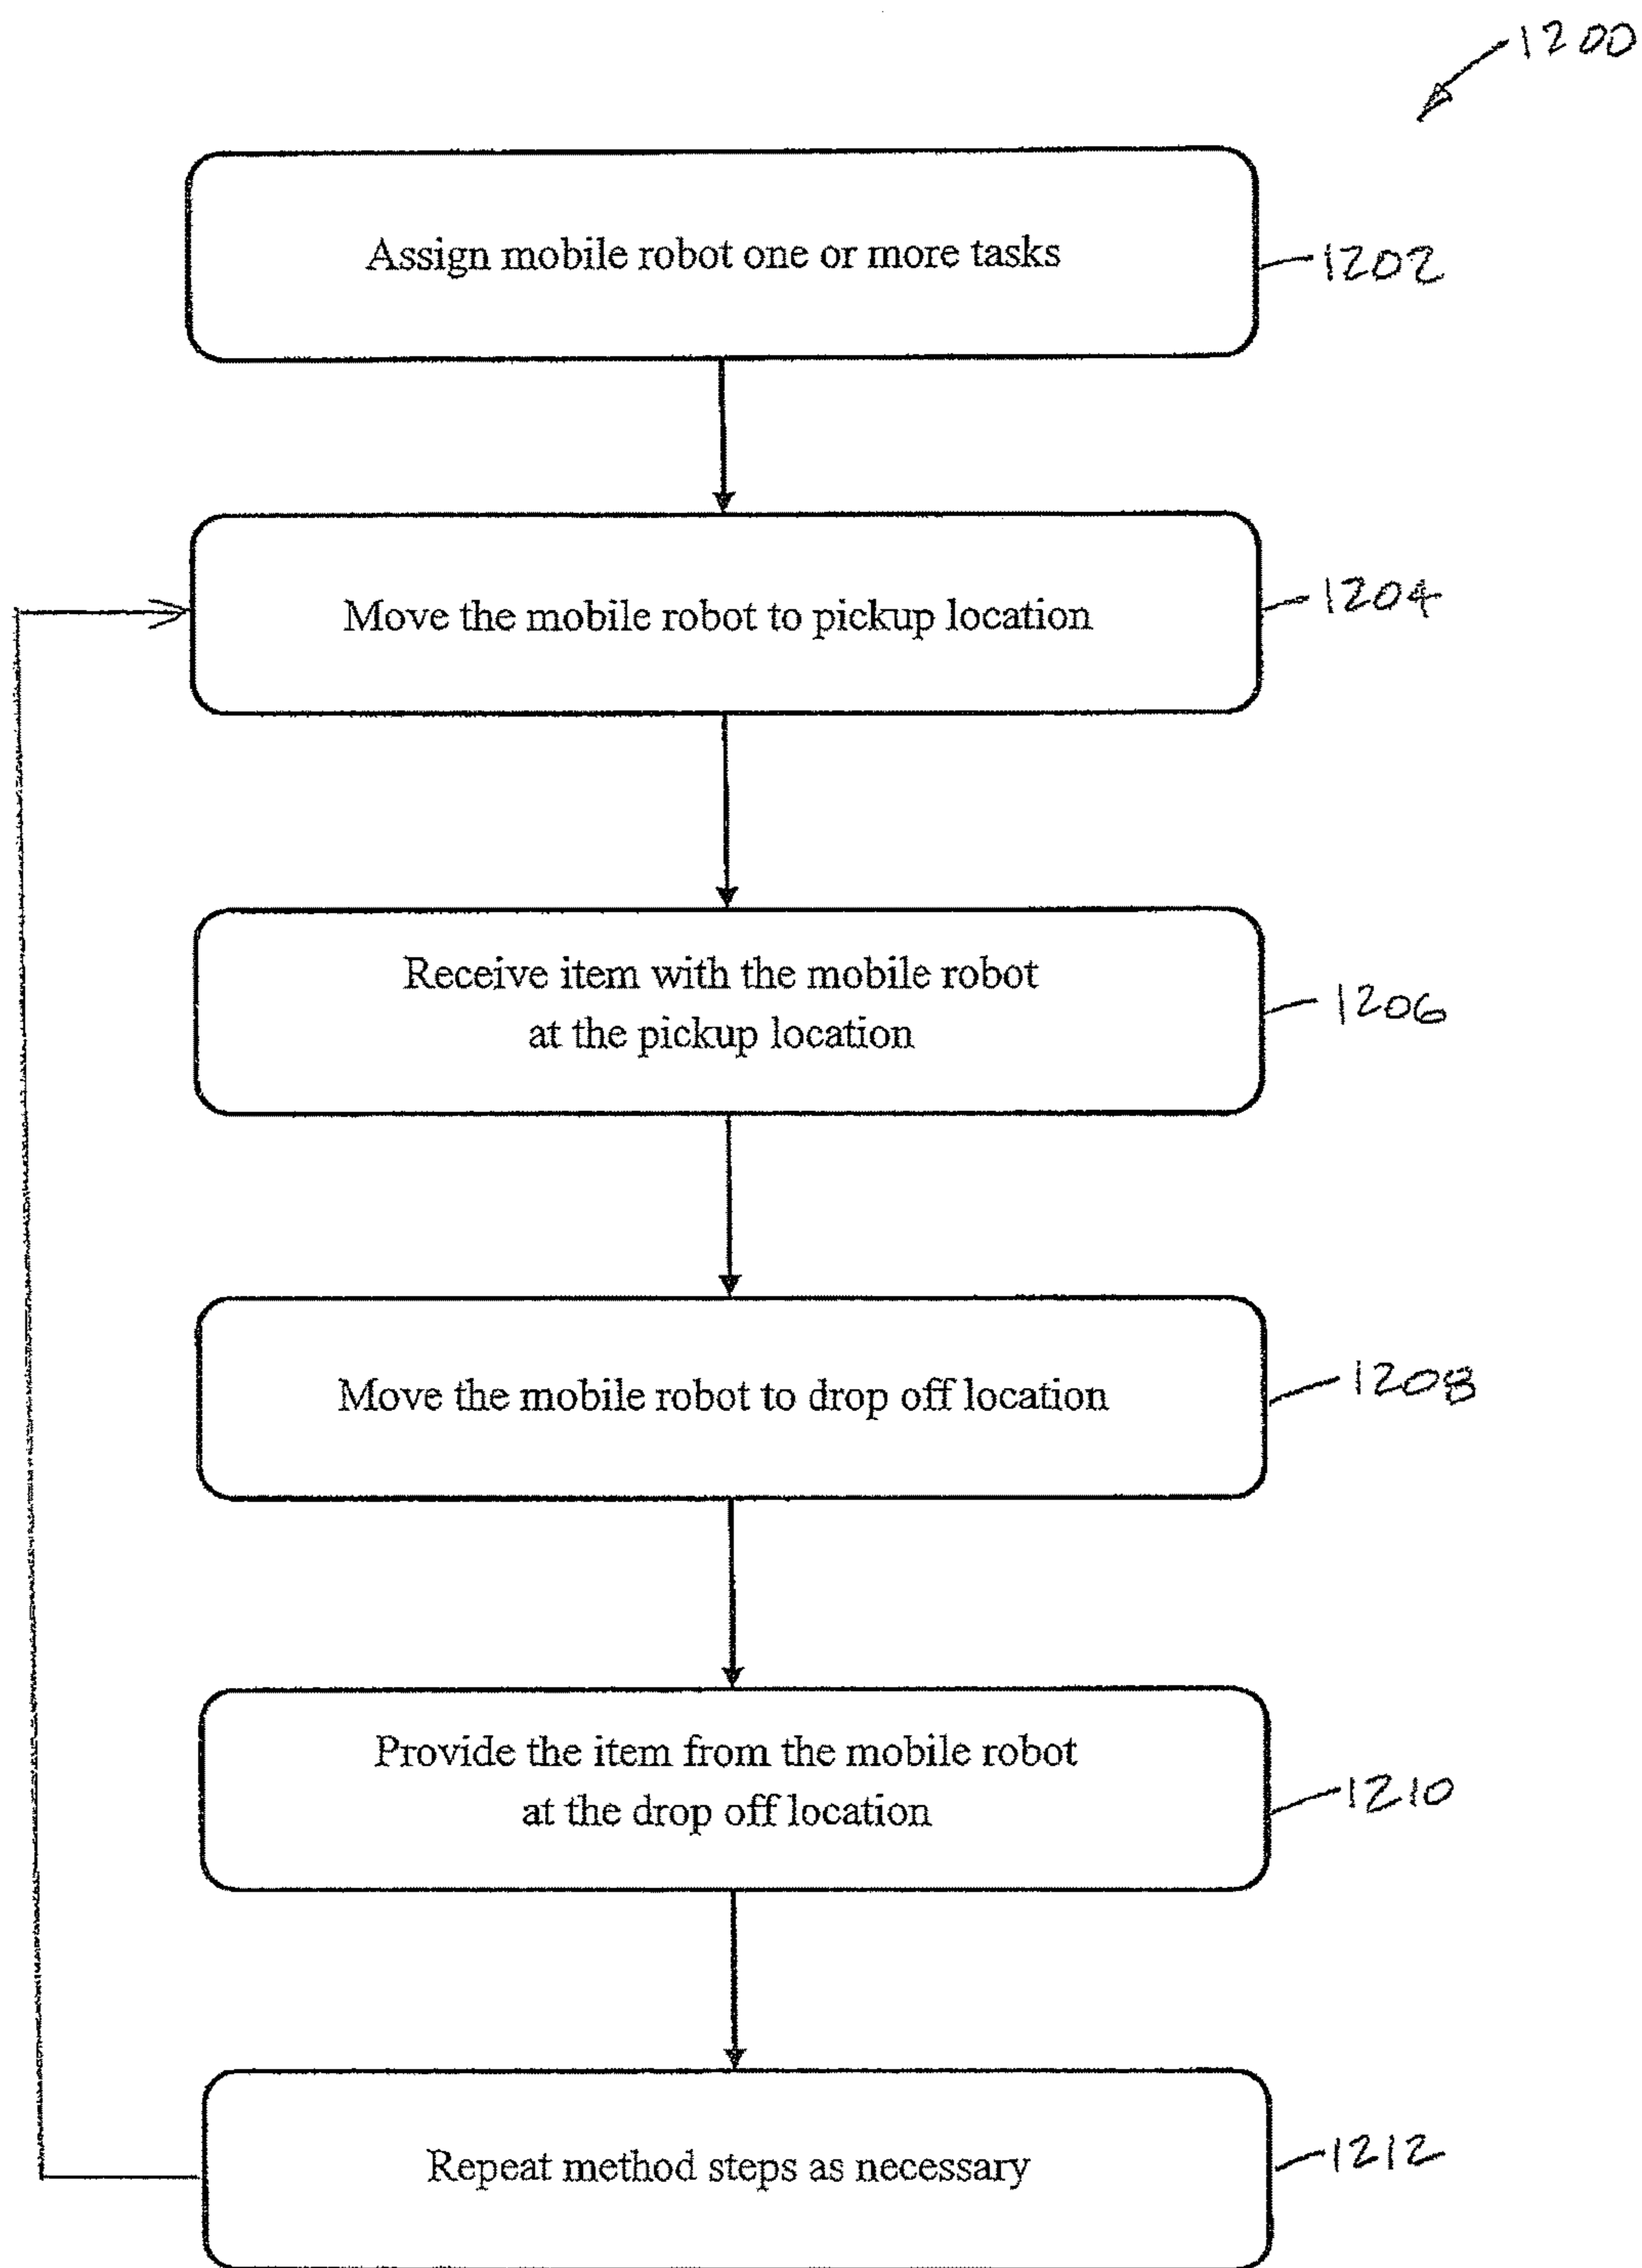 1200
Assign mobile robot one or more tasks
1202
Move the mobile robot to pickup location
1204
Receive item with the mobile robot
at the pickup location
1206
Move the mobile robot to drop off location
1208
Provide the item from the mobile robot
at the drop off location
1210
Repeat method steps as necessary
1212